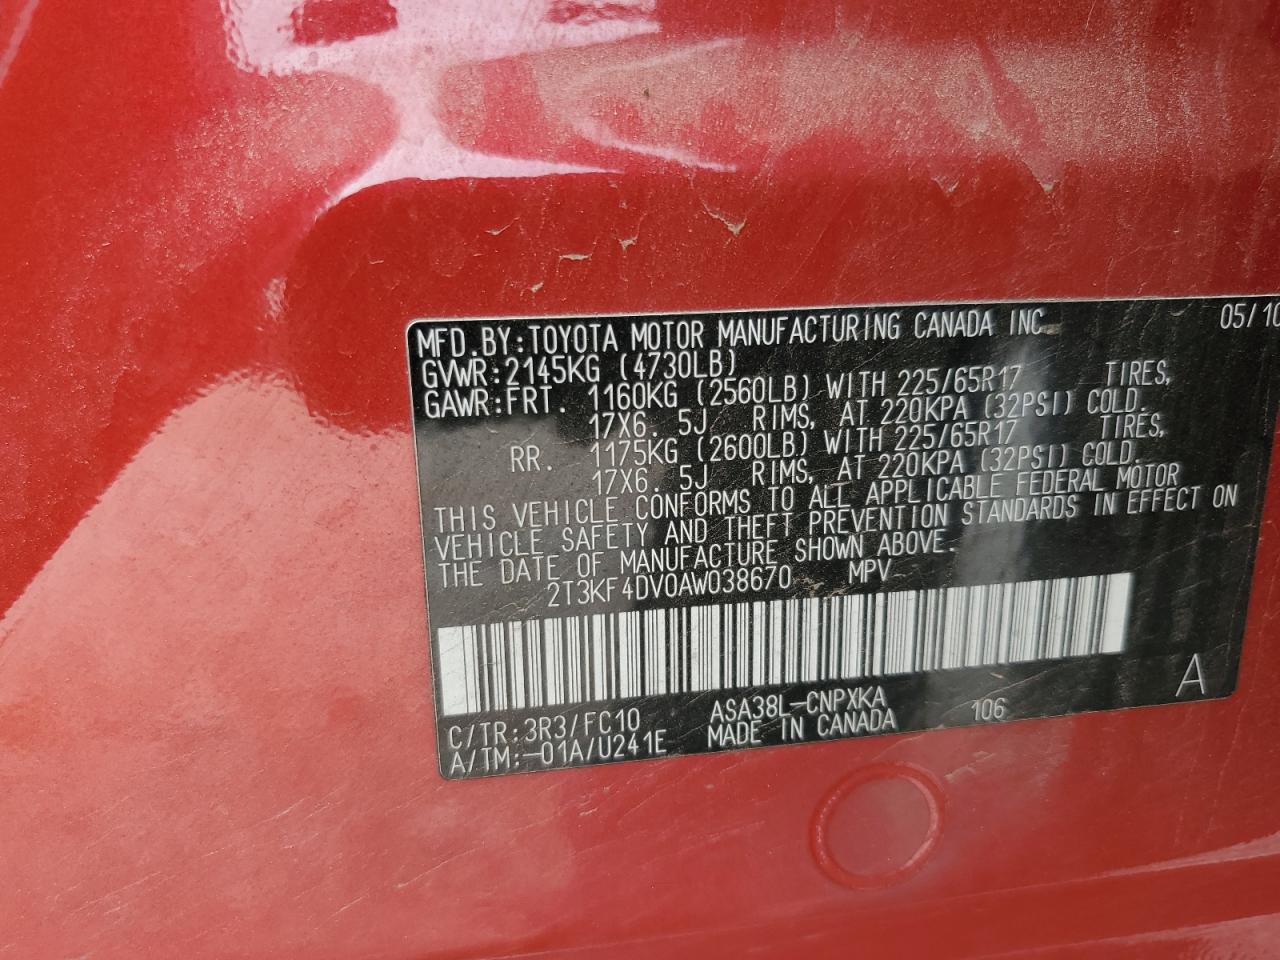 MFD.BY:TOYOTA MOTOR MANUFACTURING CANADA INC. 05/10
GVWR:2145KG (4730LB)
GAWR:FRT. 1160KG (2560LB) WITH 225/65R17 TIRES,
17X6.5J RIMS, AT 220KPA (32PSI) COLD.
RR. 1175KG (2600LB) WITH 225/65R17 TIRES,
17X6.5J RIMS, AT 220KPA (32PSI) COLD.
THIS VEHICLE CONFORMS TO ALL APPLICABLE FEDERAL MOTOR
VEHICLE SAFETY AND THEFT PREVENTION STANDARDS IN EFFECT ON
THE DATE OF MANUFACTURE SHOWN ABOVE.
2T3KF4DV0AW038670 MPV
C/TR:3R3/FC10 ASA38L-CNPXKA 106 A
A/TM:-01A/U241E MADE IN CANADA